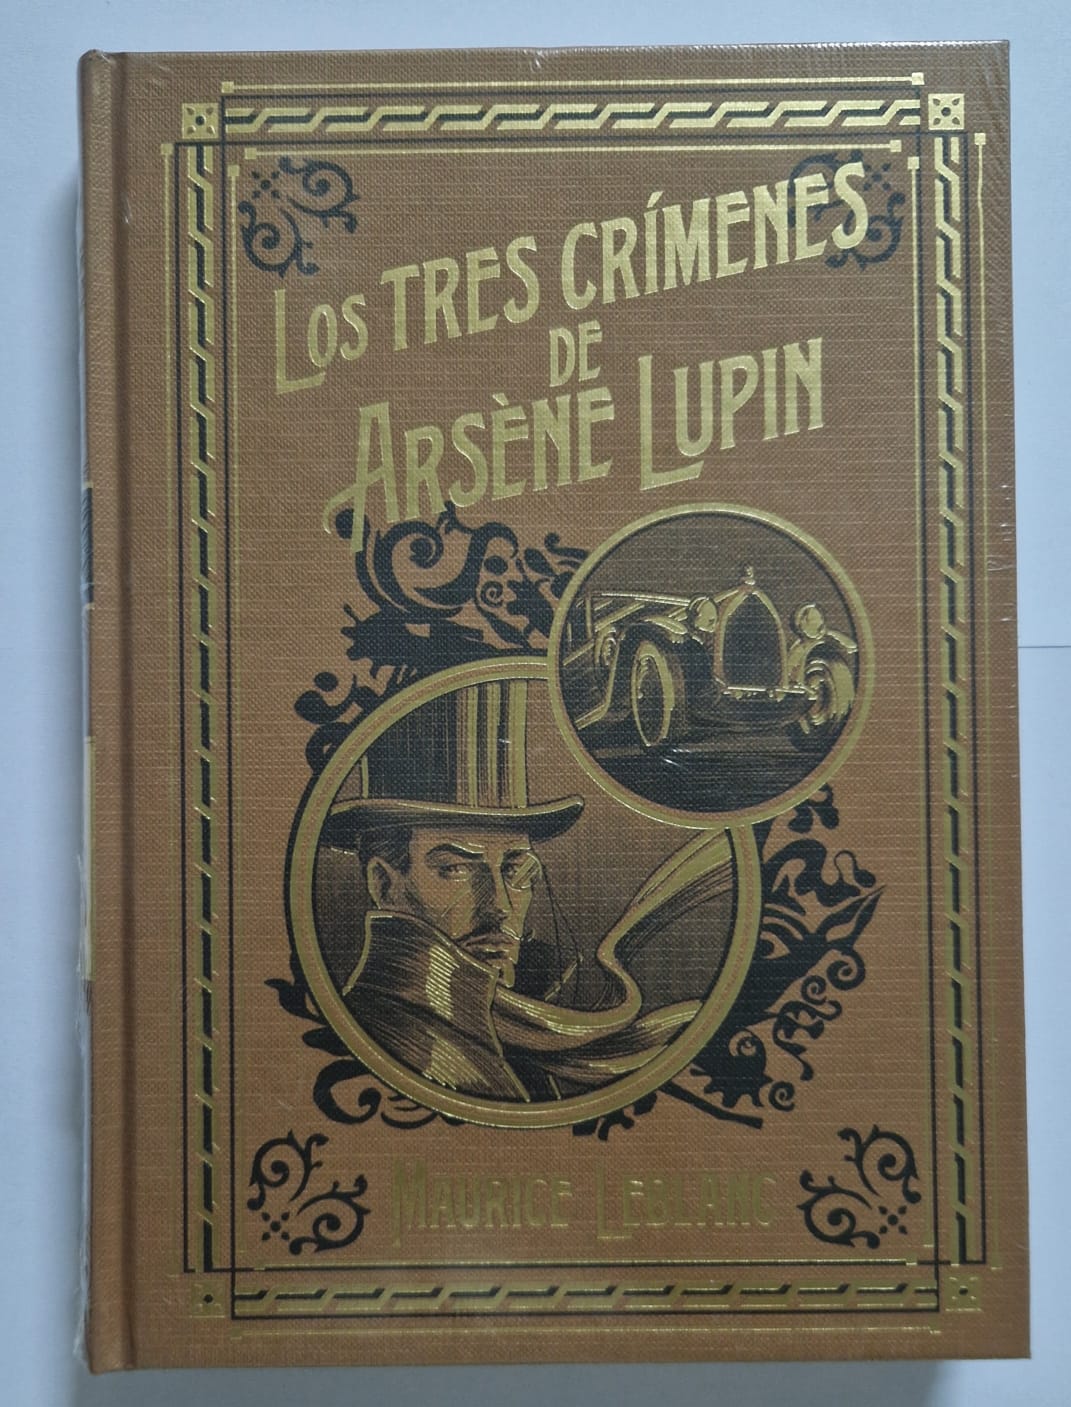 LOS TRES CRÍMENES
DE
ARSÈNE LUPIN
MAURICE LEBLANC